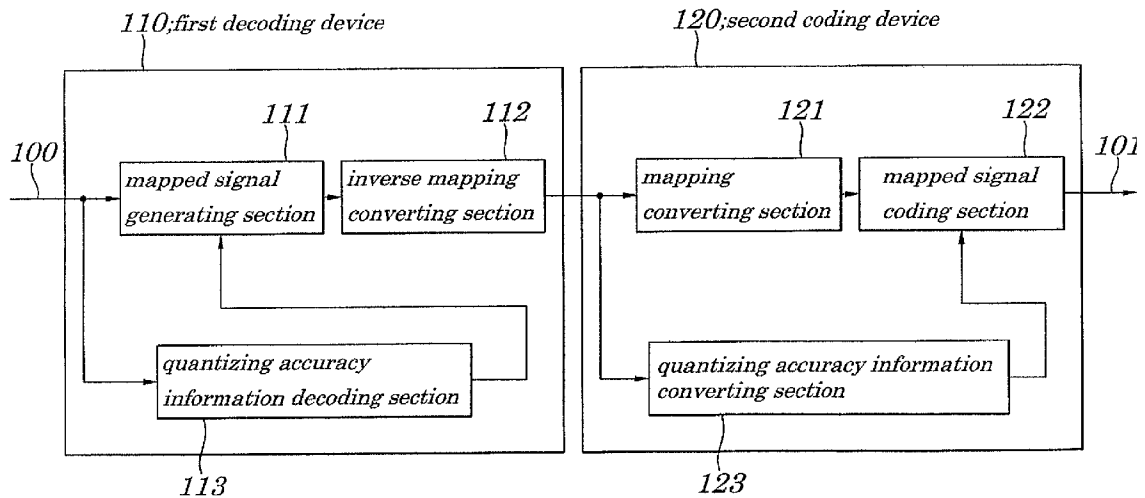 110;first decoding device
120;second coding device
111
112
121
122
100
101
mapped signal
generating section
inverse mapping
converting section
mapping
converting section
mapped signal
coding section
quantizing accuracy
information decoding section
quantizing accuracy information
converting section
113
123